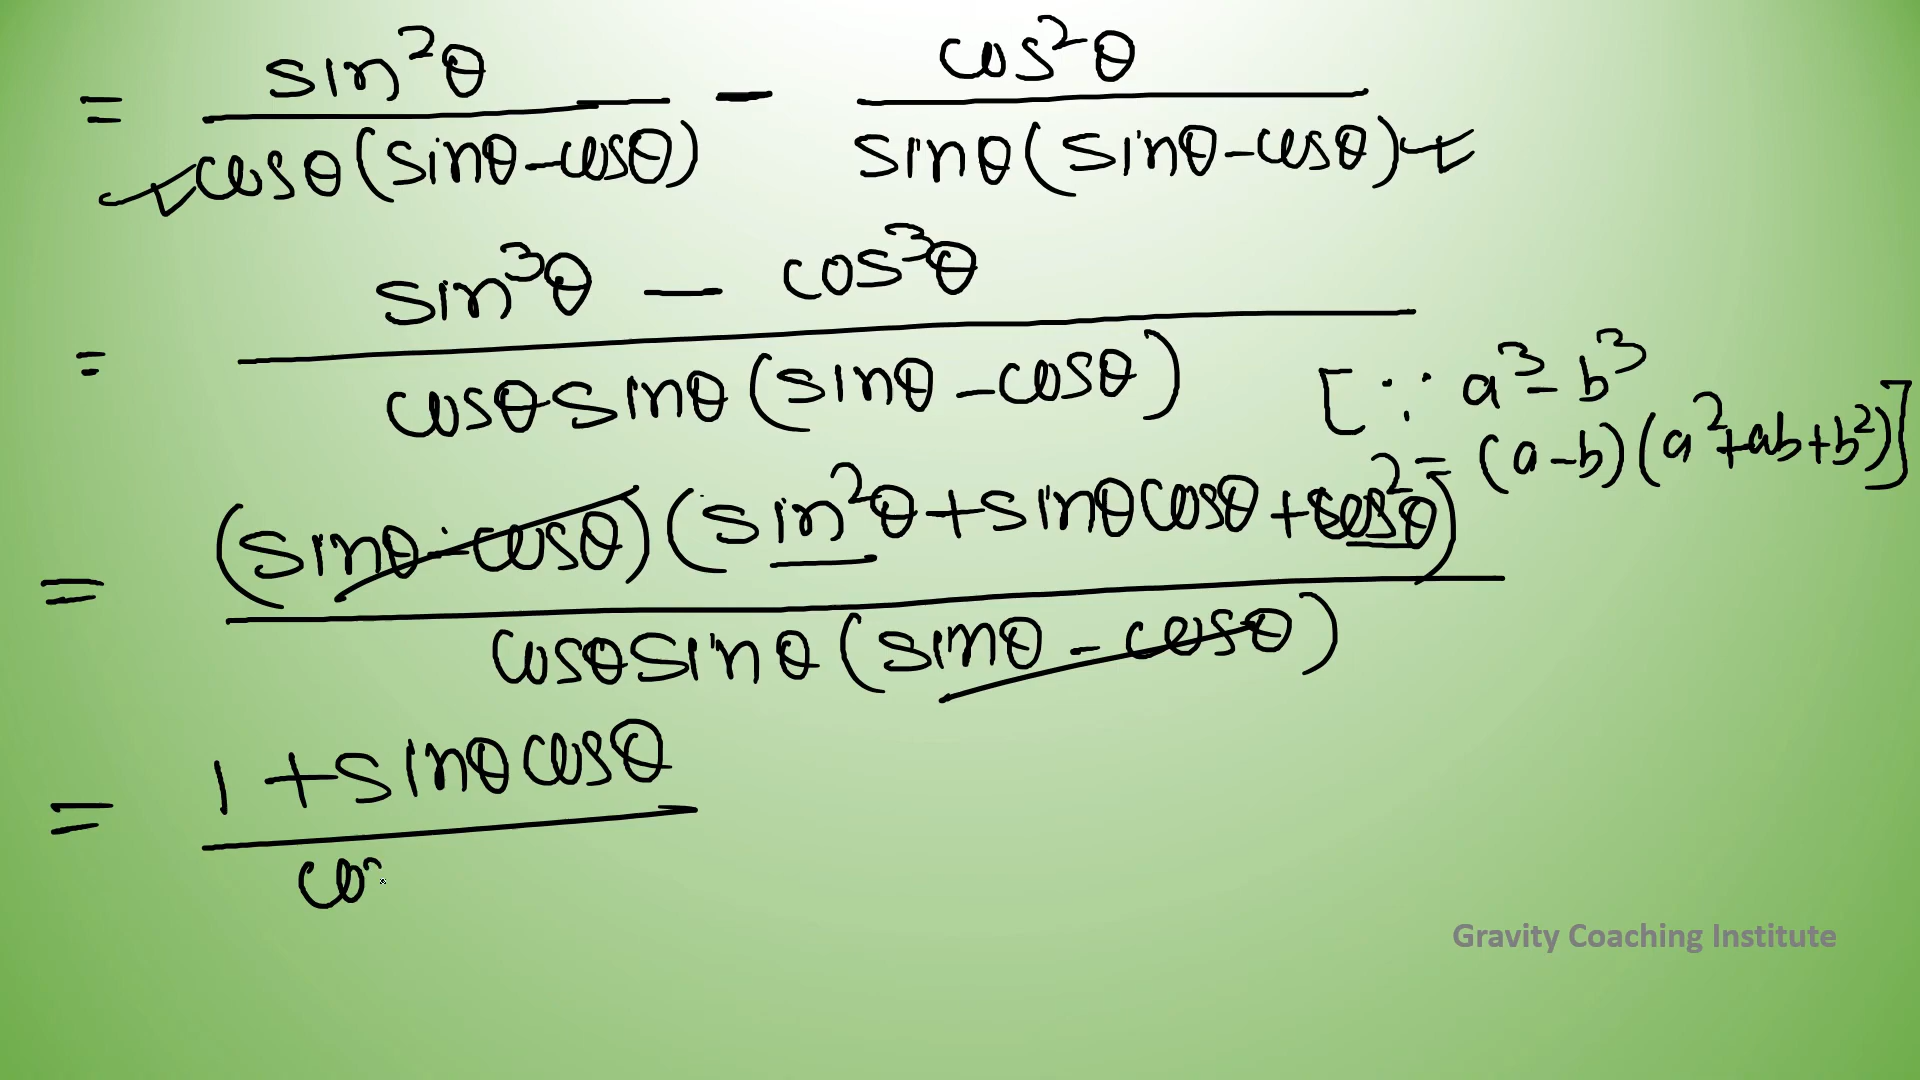 = sin²θ / cosθ(sinθ-cosθ) - cos²θ / sinθ(sinθ-cosθ)
= sin³θ - cos³θ / cosθsinθ(sinθ-cosθ)
[∵ a³-b³
= (a-b)(a²+ab+b²)]
= (sinθ-cosθ)(sin²θ+sinθcosθ+cos²θ) / cosθsinθ(sinθ-cosθ)
= 1+sinθcosθ / co
Gravity Coaching Institute